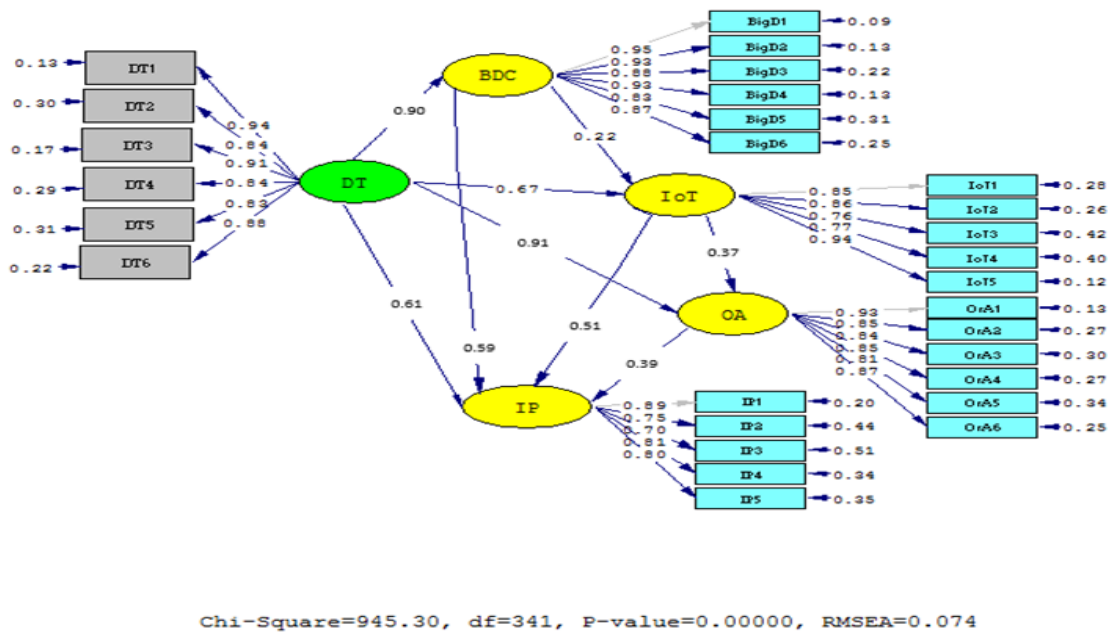 0.13
DT1
0.30
DT2
0.17
DT3
0.29
DT4
0.31
DT5
0.22
DT6
0.94
0.84
0.91
0.84
0.83
0.88
DT
0.90
0.67
0.91
0.61
BDC
0.95
0.93
0.88
0.93
0.83
0.87
BigD1 0.09
BigD2 0.13
BigD3 0.22
BigD4 0.13
BigD5 0.31
BigD6 0.25
0.22
0.59
IoT
0.85
0.86
0.76
0.77
0.94
IoT1 0.28
IoT2 0.26
IoT3 0.42
IoT4 0.40
IoT5 0.12
0.37
0.51
OA
0.93
0.85
0.84
0.85
0.81
0.87
OrA1 0.13
OrA2 0.27
OrA3 0.30
OrA4 0.27
OrA5 0.34
OrA6 0.25
0.39
IP
0.89
0.75
0.70
0.81
0.80
IP1 0.20
IP2 0.44
IP3 0.51
IP4 0.34
IP5 0.35
Chi-Square=945.30, df=341, P-value=0.00000, RMSEA=0.074